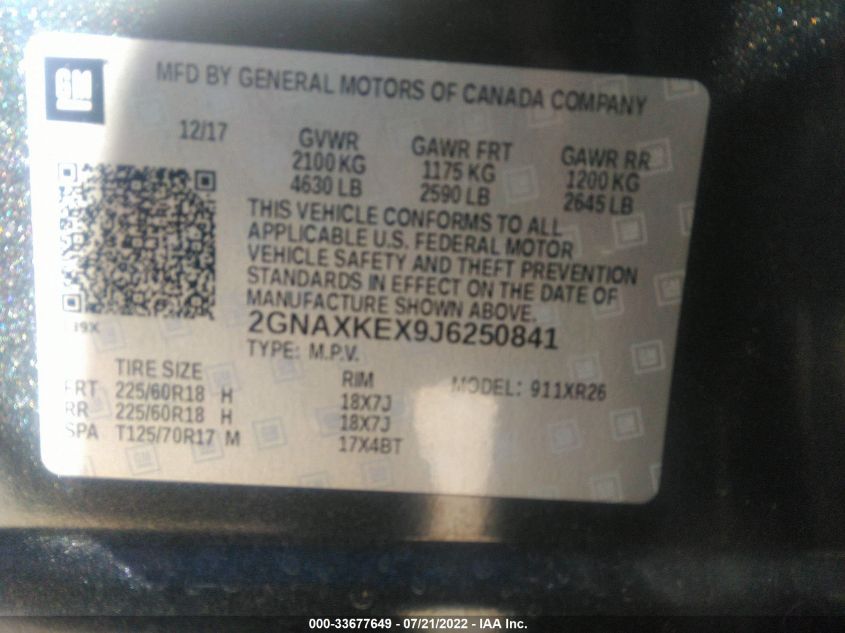 GM
MFD BY GENERAL MOTORS OF CANADA COMPANY
12/17 GVWR GAWR FRT GAWR RR
2100 KG 1175 KG 1200 KG
4630 LB 2590 LB 2645 LB
THIS VEHICLE CONFORMS TO ALL
APPLICABLE U.S. FEDERAL MOTOR
VEHICLE SAFETY AND THEFT PREVENTION
STANDARDS IN EFFECT ON THE DATE OF
MANUFACTURE SHOWN ABOVE.
2GNAXKEX9J6250841
TYPE: M.P.V.
TIRE SIZE RIM MODEL: 911XR26
FRT 225/60R18 H 18X7J
RR 225/60R18 H 18X7J
SPA T125/70R17 M 17X4BT
000-33677649 - 07/21/2022 - IAA Inc.